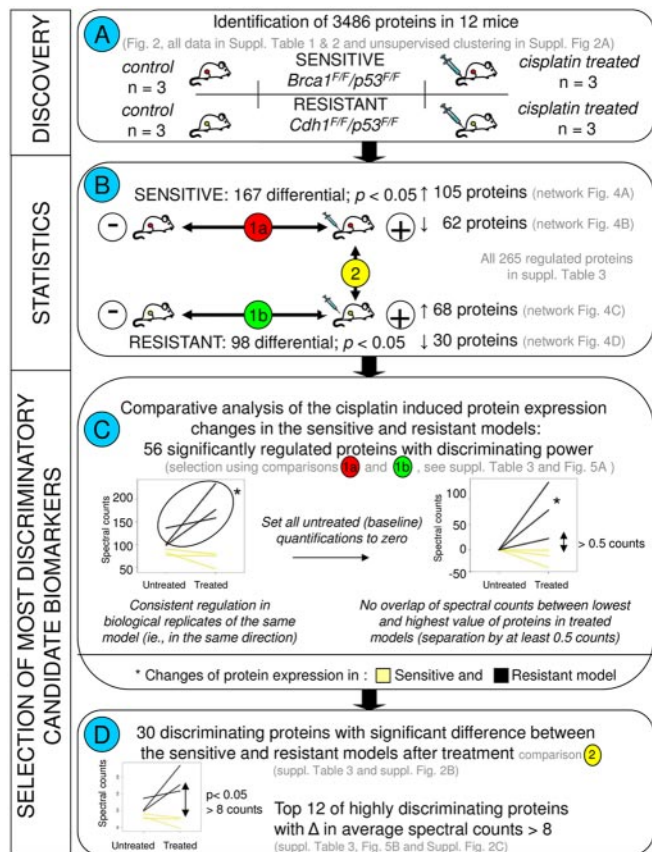 DISCOVERY
A
Identification of 3486 proteins in 12 mice
(Fig. 2, all data in Suppl. Table 1 & 2 and unsupervised clustering in Suppl. Fig 2A)
control
n = 3
SENSITIVE
Brca1F/F/p53F/F
cisplatin treated
n = 3
control
n = 3
RESISTANT
Cdh1F/F/p53F/F
cisplatin treated
n = 3
STATISTICS
B
SENSITIVE: 167 differential; p < 0.05
↑ 105 proteins (network Fig. 4A)
- 1a +
↓ 62 proteins (network Fig. 4B)
2
All 265 regulated proteins
in suppl. Table 3
- 1b +
↑ 68 proteins (network Fig. 4C)
RESISTANT: 98 differential; p < 0.05
↓ 30 proteins (network Fig. 4D)
SELECTION OF MOST DISCRIMINATORY
CANDIDATE BIOMARKERS
C
Comparative analysis of the cisplatin induced protein expression
changes in the sensitive and resistant models:
56 significantly regulated proteins with discriminating power
(selection using comparisons 1a and 1b , see suppl. Table 3 and Fig. 5A )
Spectral counts
200
150
100
50
*
Untreated Treated
Set all untreated (baseline)
quantifications to zero
Spectral counts
100
50
0
-50
*
> 0.5 counts
Untreated Treated
Consistent regulation in
biological replicates of the same
model (ie., in the same direction)
No overlap of spectral counts between lowest
and highest value of proteins in treated
models (separation by at least 0.5 counts)
* Changes of protein expression in : Sensitive and Resistant model
D
30 discriminating proteins with significant difference between
the sensitive and resistant models after treatment comparison 2
(suppl. Table 3 and suppl. Fig. 2B)
Spectral counts
p< 0.05
> 8 counts
Untreated Treated
Top 12 of highly discriminating proteins
with Δ in average spectral counts > 8
(suppl. Table 3, Fig. 5B and Suppl. Fig. 2C)